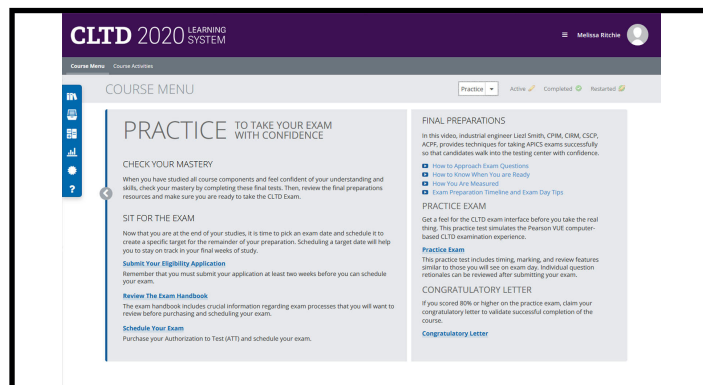 CLTD 2020 LEARNING SYSTEM
Melissa Ritchie
Course Menu Course Activities
COURSE MENU
Practice
Active
Completed
Restarted
PRACTICE TO TAKE YOUR EXAM WITH CONFIDENCE
CHECK YOUR MASTERY
When you have studied all course components and feel confident of your understanding and
skills, check your mastery by completing these final tests. Then, review the final preparations
resources and make sure you are ready to take the CLTD Exam.
SIT FOR THE EXAM
Now that you are at the end of your studies, it is time to pick an exam date and schedule it to
create a specific target for the remainder of your preparation. Scheduling a target date will help
you to stay on track in your final weeks of study.
Submit Your Eligibility Application
Remember that you must submit your application at least two weeks before you can schedule
your exam.
Review The Exam Handbook
The exam handbook includes crucial information regarding exam processes that you will want to
review before purchasing and scheduling your exam.
Schedule Your Exam
Purchase your Authorization to Test (ATT) and schedule your exam.
FINAL PREPARATIONS
In this video, industrial engineer Liezl Smith, CPIM, CIRM, CSCP,
ACPF, provides techniques for taking APICS exams successfully
so that candidates walk into the testing center with confidence.
How to Approach Exam Questions
How to Know When You are Ready
How You Are Measured
Exam Preparation Timeline and Exam Day Tips
PRACTICE EXAM
Get a feel for the CLTD exam interface before you take the real
thing. This practice test simulates the Pearson VUE computer-
based CLTD examination experience.
Practice Exam
This practice test includes timing, marking, and review features
similar to those you will see on exam day. Individual question
rationales can be reviewed after submitting your exam.
CONGRATULATORY LETTER
If you scored 80% or higher on the practice exam, claim your
congratulatory letter to validate successful completion of the
course.
Congratulatory Letter